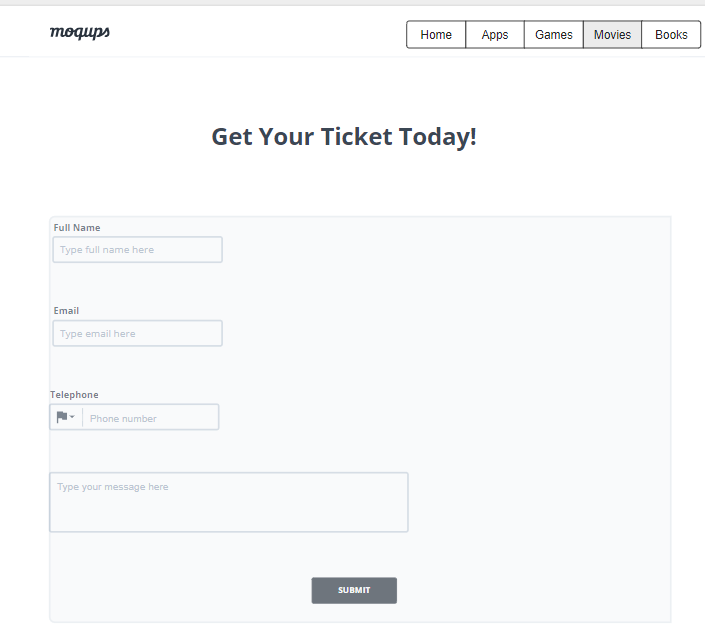 moqups
Home Apps Games Movies Books
Get Your Ticket Today!
Full Name
Type full name here
Email
Type email here
Telephone
Phone number
Type your message here
SUBMIT